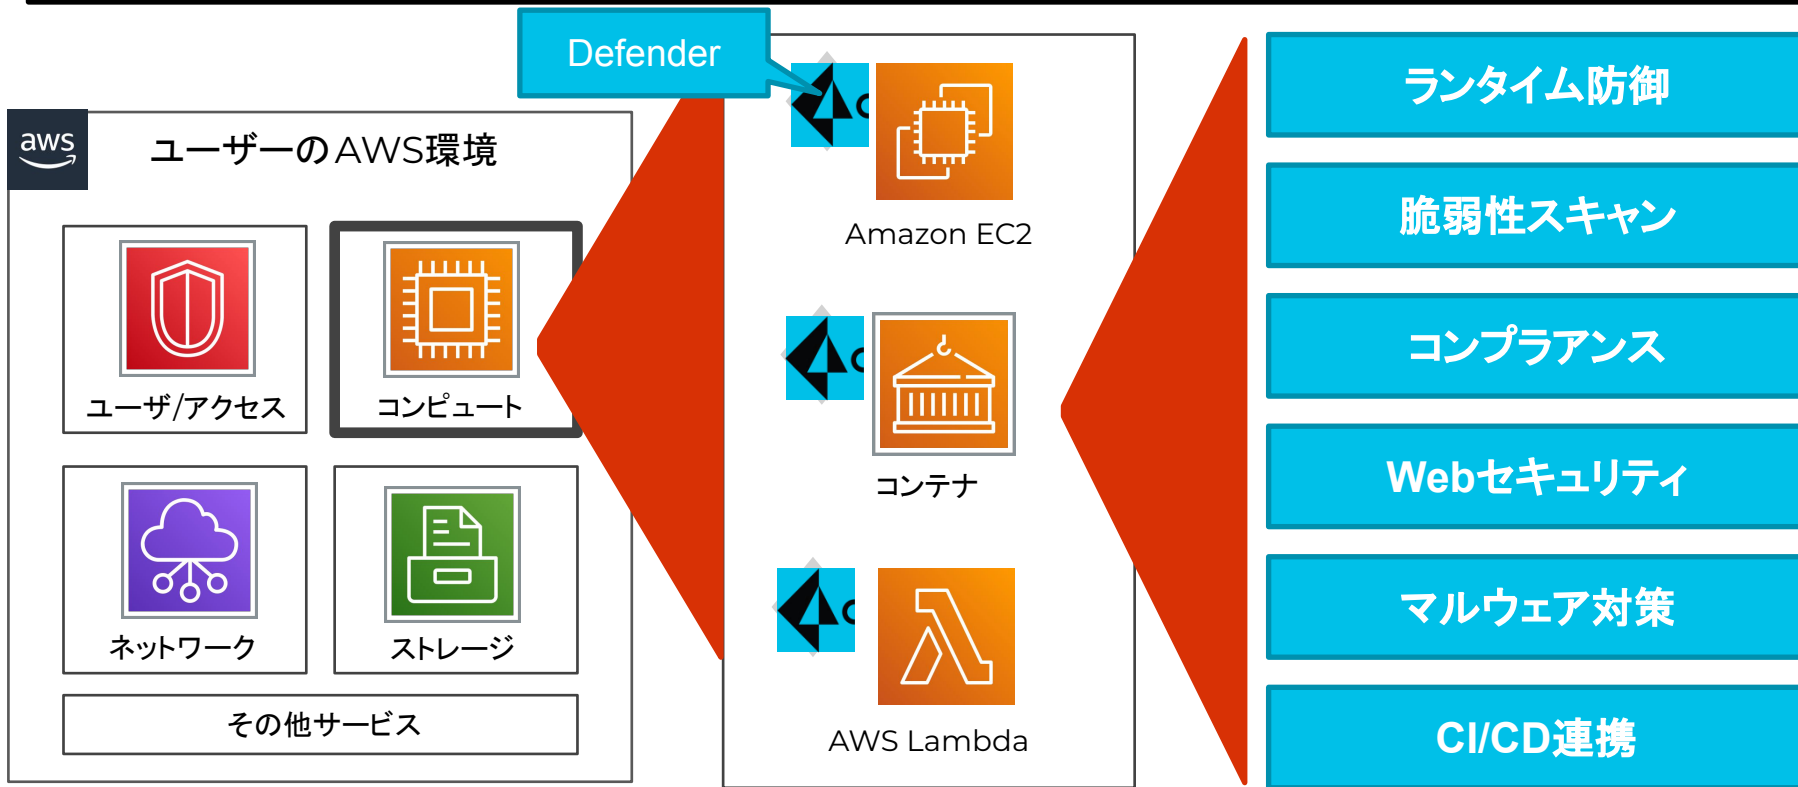 Defender
aws
ユーザーのAWS環境
ユーザ/アクセス
コンピュート
ネットワーク
ストレージ
その他サービス
Amazon EC2
コンテナ
AWS Lambda
ランタイム防御
脆弱性スキャン
コンプラアンス
Webセキュリティ
マルウェア対策
CI/CD連携